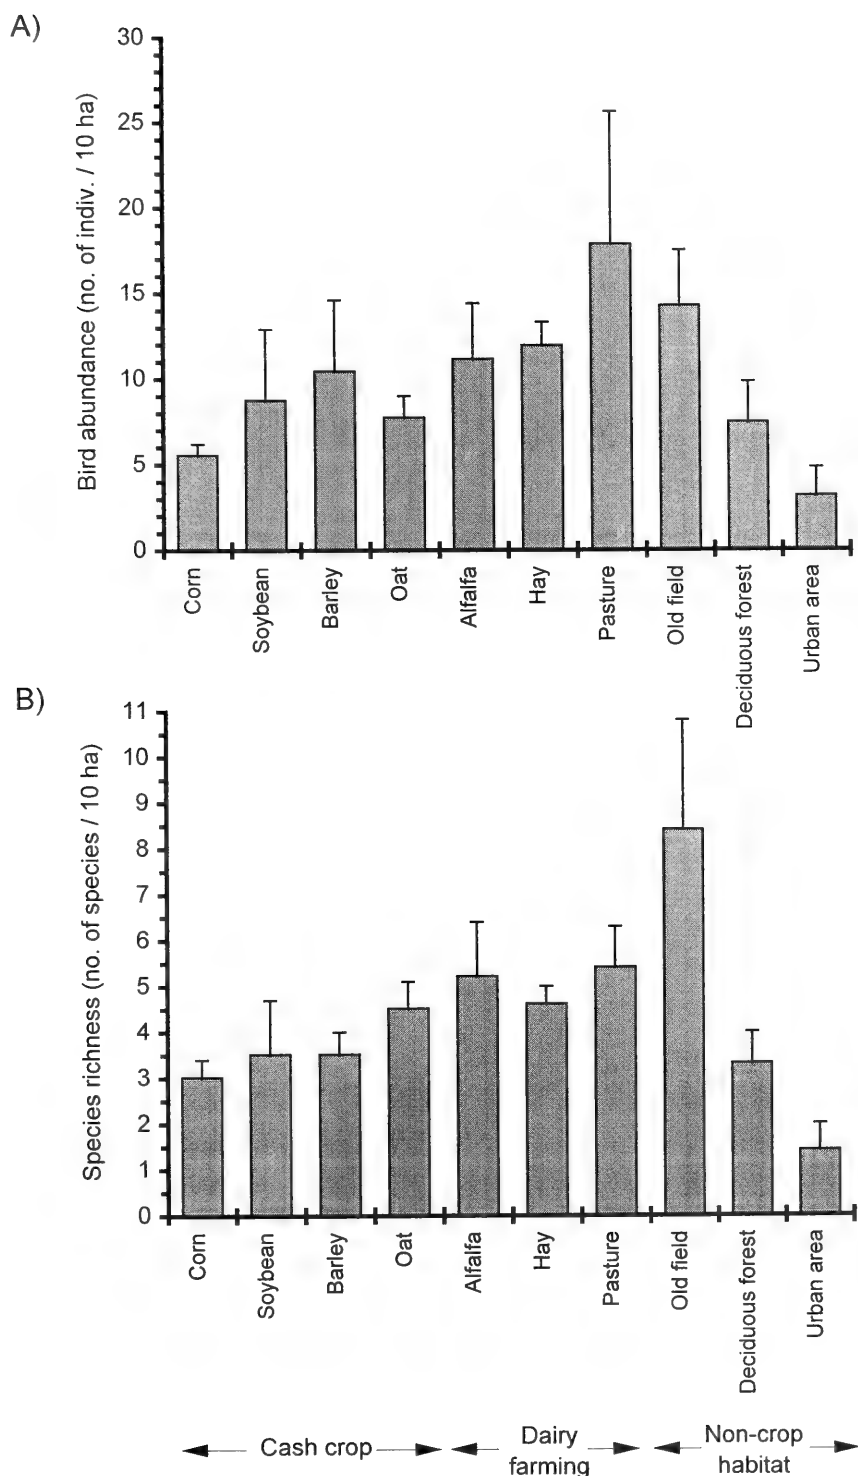 A)
Bird abundance (no. of indiv. / 10 ha)
30
25
20
15
10
5
0
Corn
Soybean
Barley
Oat
Alfalfa
Hay
Pasture
Old field
Deciduous forest
Urban area
B)
Species richness (no. of species / 10 ha)
11
10
9
8
7
6
5
4
3
2
1
0
Corn
Soybean
Barley
Oat
Alfalfa
Hay
Pasture
Old field
Deciduous forest
Urban area
Cash crop
Dairy
farming
Non-crop
habitat